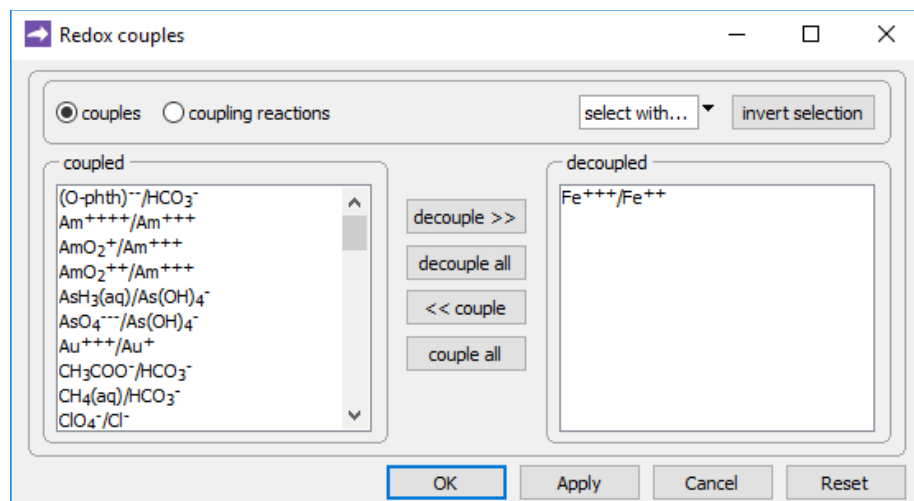 Redox couples
couples coupling reactions select with... invert selection
coupled
decoupled
(O-phth)⁻⁻/HCO₃⁻
Am⁺⁺⁺⁺/Am⁺⁺⁺
AmO₂⁺/Am⁺⁺⁺
AmO₂⁺⁺/Am⁺⁺⁺
AsH₃(aq)/As(OH)₄⁻
AsO₄⁻⁻⁻/As(OH)₄⁻
Au⁺⁺⁺/Au⁺
CH₃COO⁻/HCO₃⁻
CH₄(aq)/HCO₃⁻
ClO₄⁻/Cl⁻
decouple >>
decouple all
<< couple
couple all
Fe⁺⁺⁺/Fe⁺⁺
OK Apply Cancel Reset